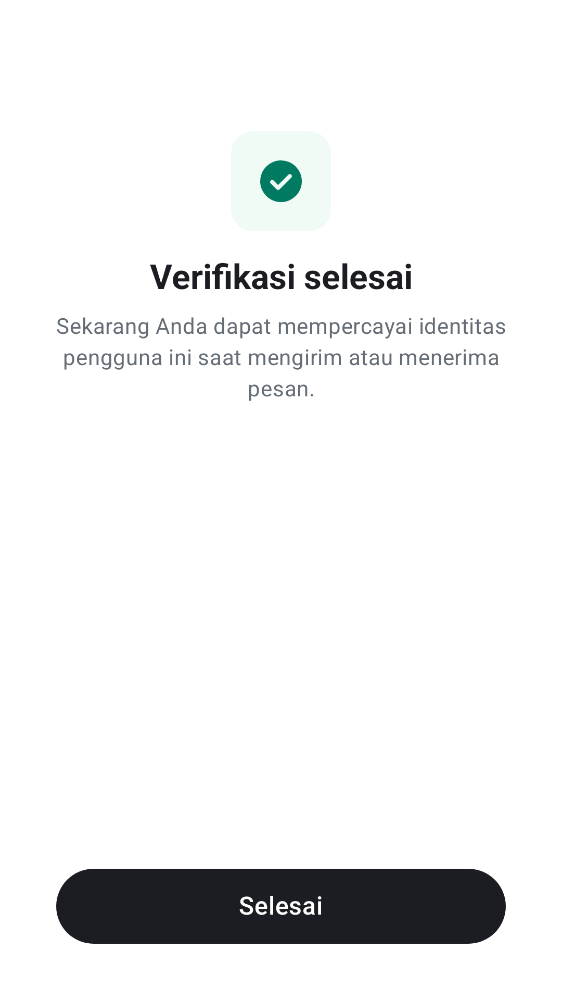 Verifikasi selesai
Sekarang Anda dapat mempercayai identitas
pengguna ini saat mengirim atau menerima
pesan.
Selesai